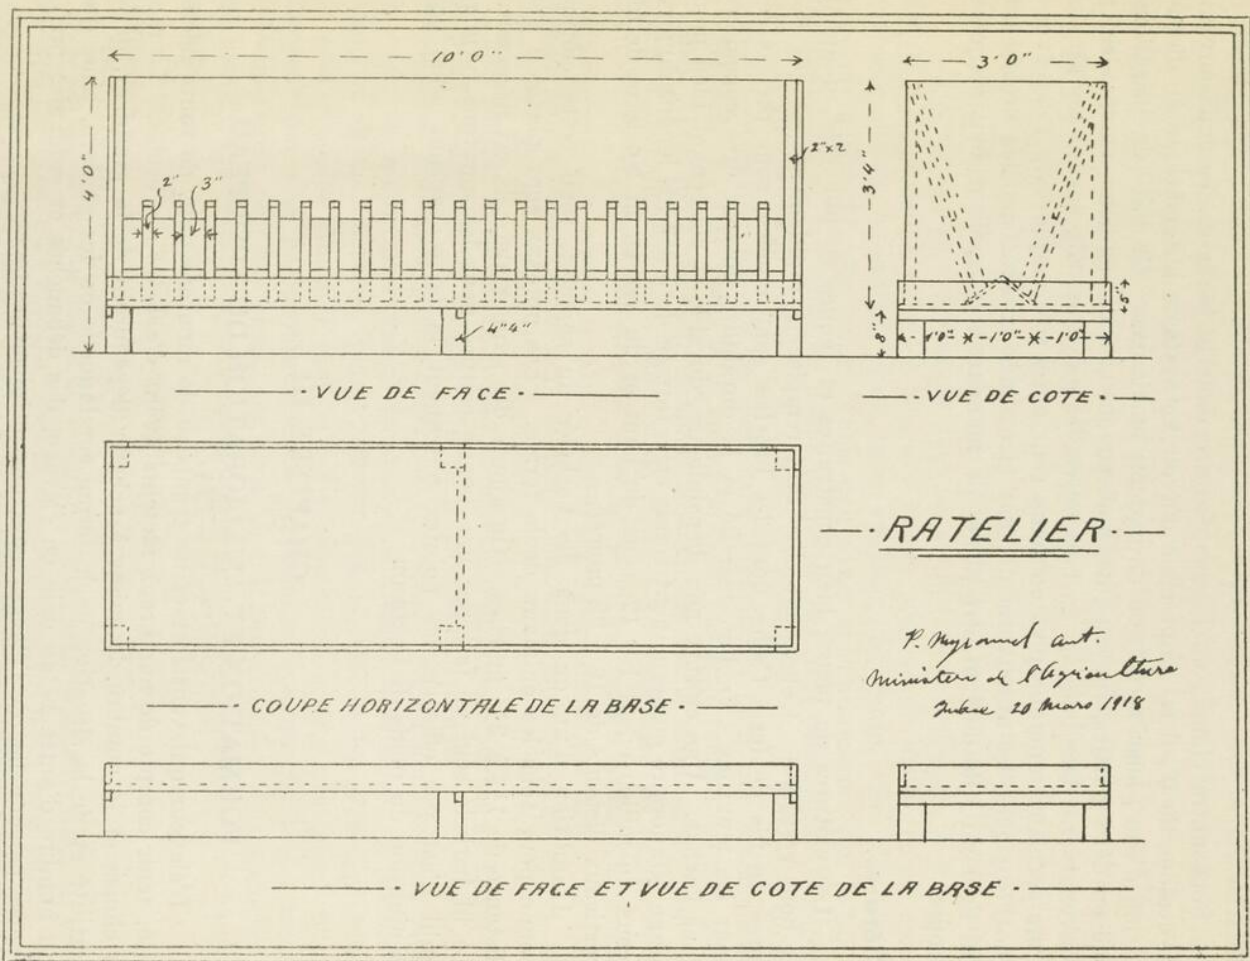 10'0"
3'0"
4'0"
2"
3"
2"x2
3'4"
4"4"
8"
1'0" 1'0" 1'0"
5"
- VUE DE FACE -
- VUE DE COTE -
- RATELIER -
P. ant.
de l'Agriculture
20 Mars 1918
- COUPE HORIZONTALE DE LA BASE -
- VUE DE FACE ET VUE DE COTE DE LA BASE -